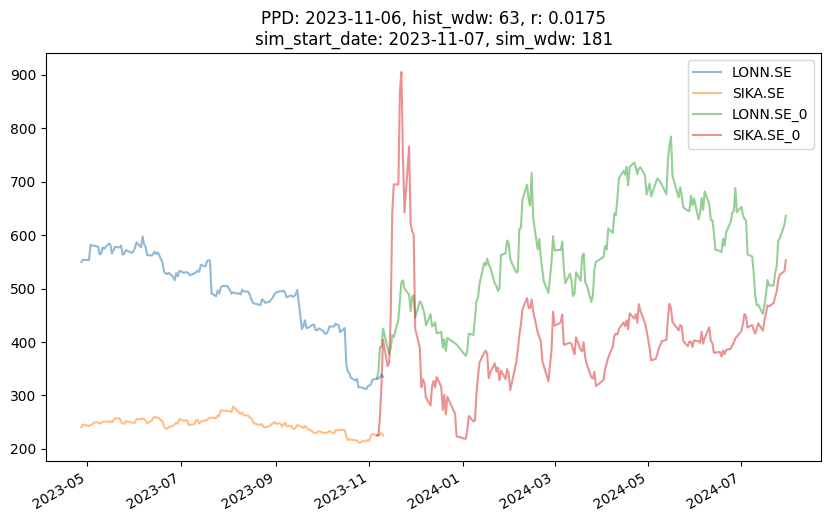 PPD: 2023-11-06, hist_wdw: 63, r: 0.0175
sim_start_date: 2023-11-07, sim_wdw: 181
LONN.SE
SIKA.SE
LONN.SE_0
SIKA.SE_0
900
800
700
600
500
400
300
200
2023-05
2023-07
2023-09
2023-11
2024-01
2024-03
2024-05
2024-07